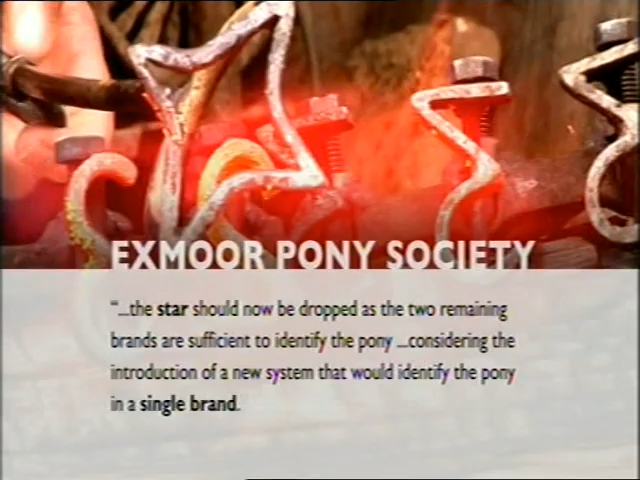 EXMOOR PONY SOCIETY
“...the star should now be dropped as the two remaining
brands are sufficient to identify the pony ...considering the
introduction of a new system that would identify the pony
in a single brand.